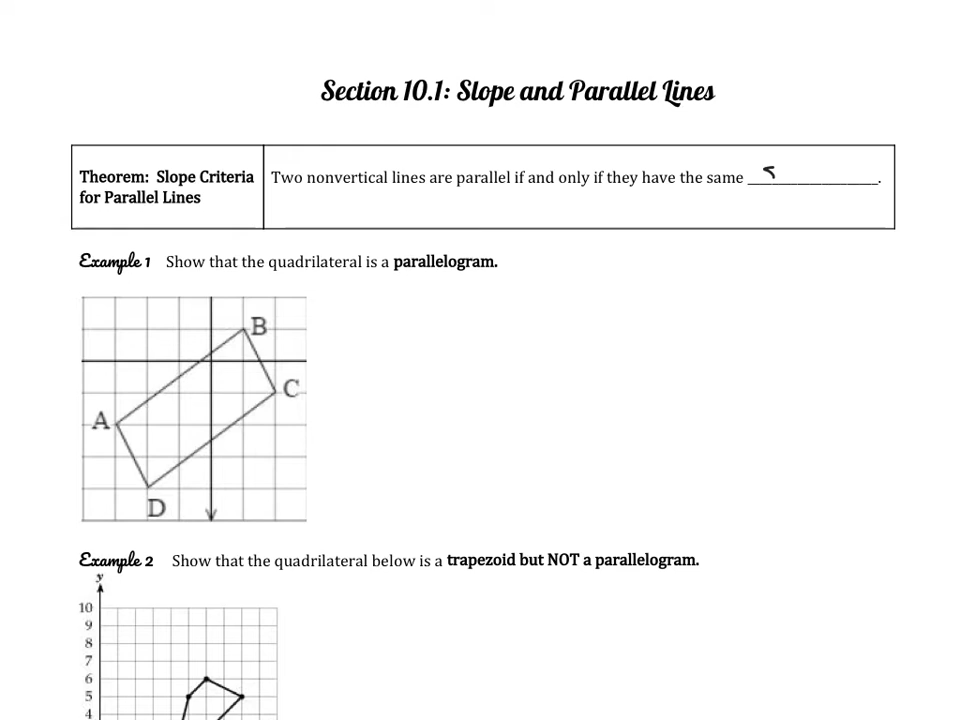 Section 10.1: Slope and Parallel Lines
Theorem: Slope Criteria
for Parallel Lines
Two nonvertical lines are parallel if and only if they have the same ________________.
Example 1 Show that the quadrilateral is a parallelogram.
B
C
A
D
Example 2 Show that the quadrilateral below is a trapezoid but NOT a parallelogram.
y
10
9
8
7
6
5
4